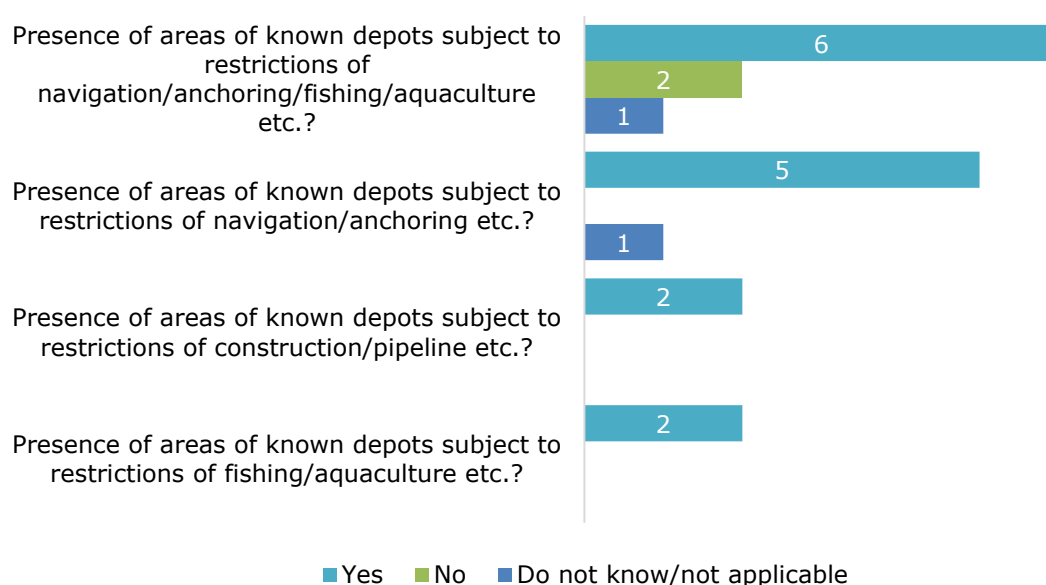 Presence of areas of known depots subject to
restrictions of
navigation/anchoring/fishing/aquaculture
etc.?
6
2
1
Presence of areas of known depots subject to
restrictions of navigation/anchoring etc.?
5
1
Presence of areas of known depots subject to
restrictions of construction/pipeline etc.?
2
Presence of areas of known depots subject to
restrictions of fishing/aquaculture etc.?
2
Yes No Do not know/not applicable